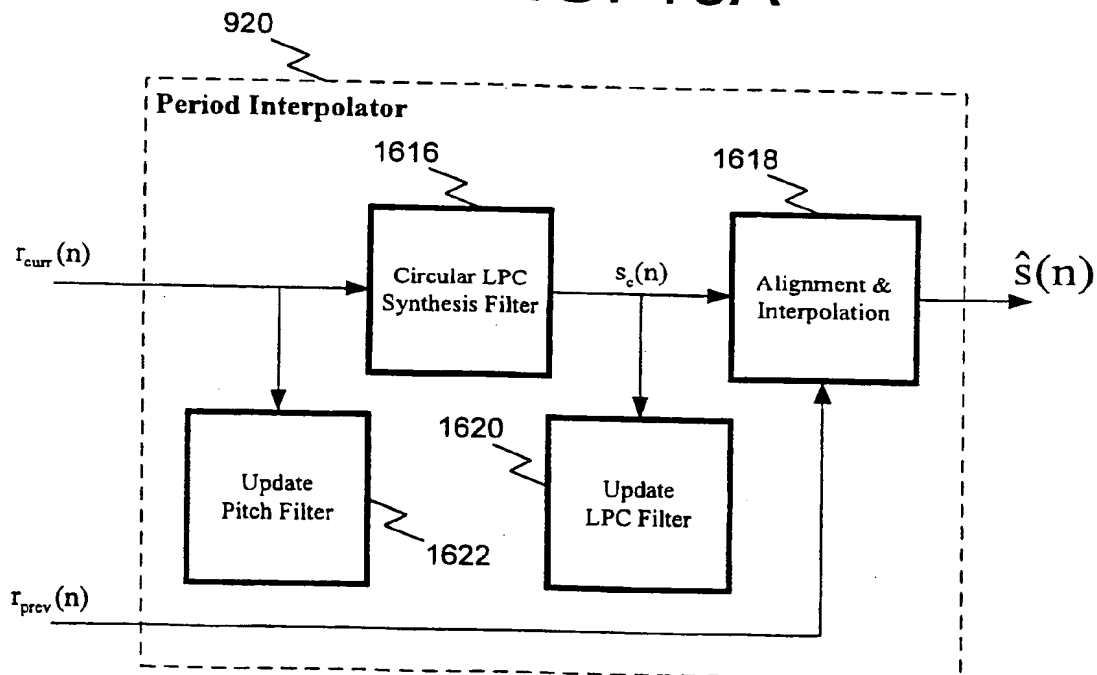 920
Period Interpolator
1616
1618
r_curr(n)
Circular LPC
Synthesis Filter
s_c(n)
Alignment &
Interpolation
ŝ(n)
1620
Update
Pitch Filter
Update
LPC Filter
1622
r_prev(n)